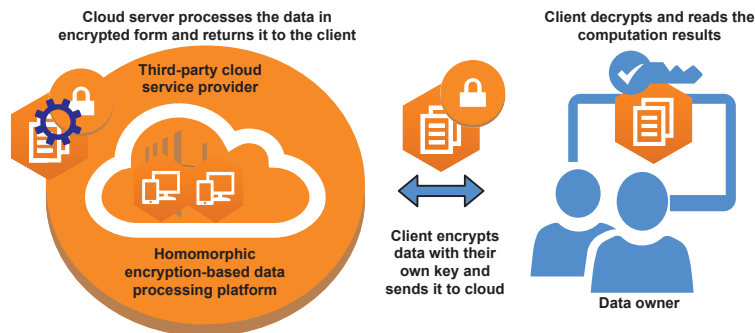 Cloud server processes the data in
encrypted form and returns it to the client
Third-party cloud
service provider
Homomorphic
encryption-based data
processing platform
Client encrypts
data with their
own key and
sends it to cloud
Client decrypts and reads the
computation results
Data owner